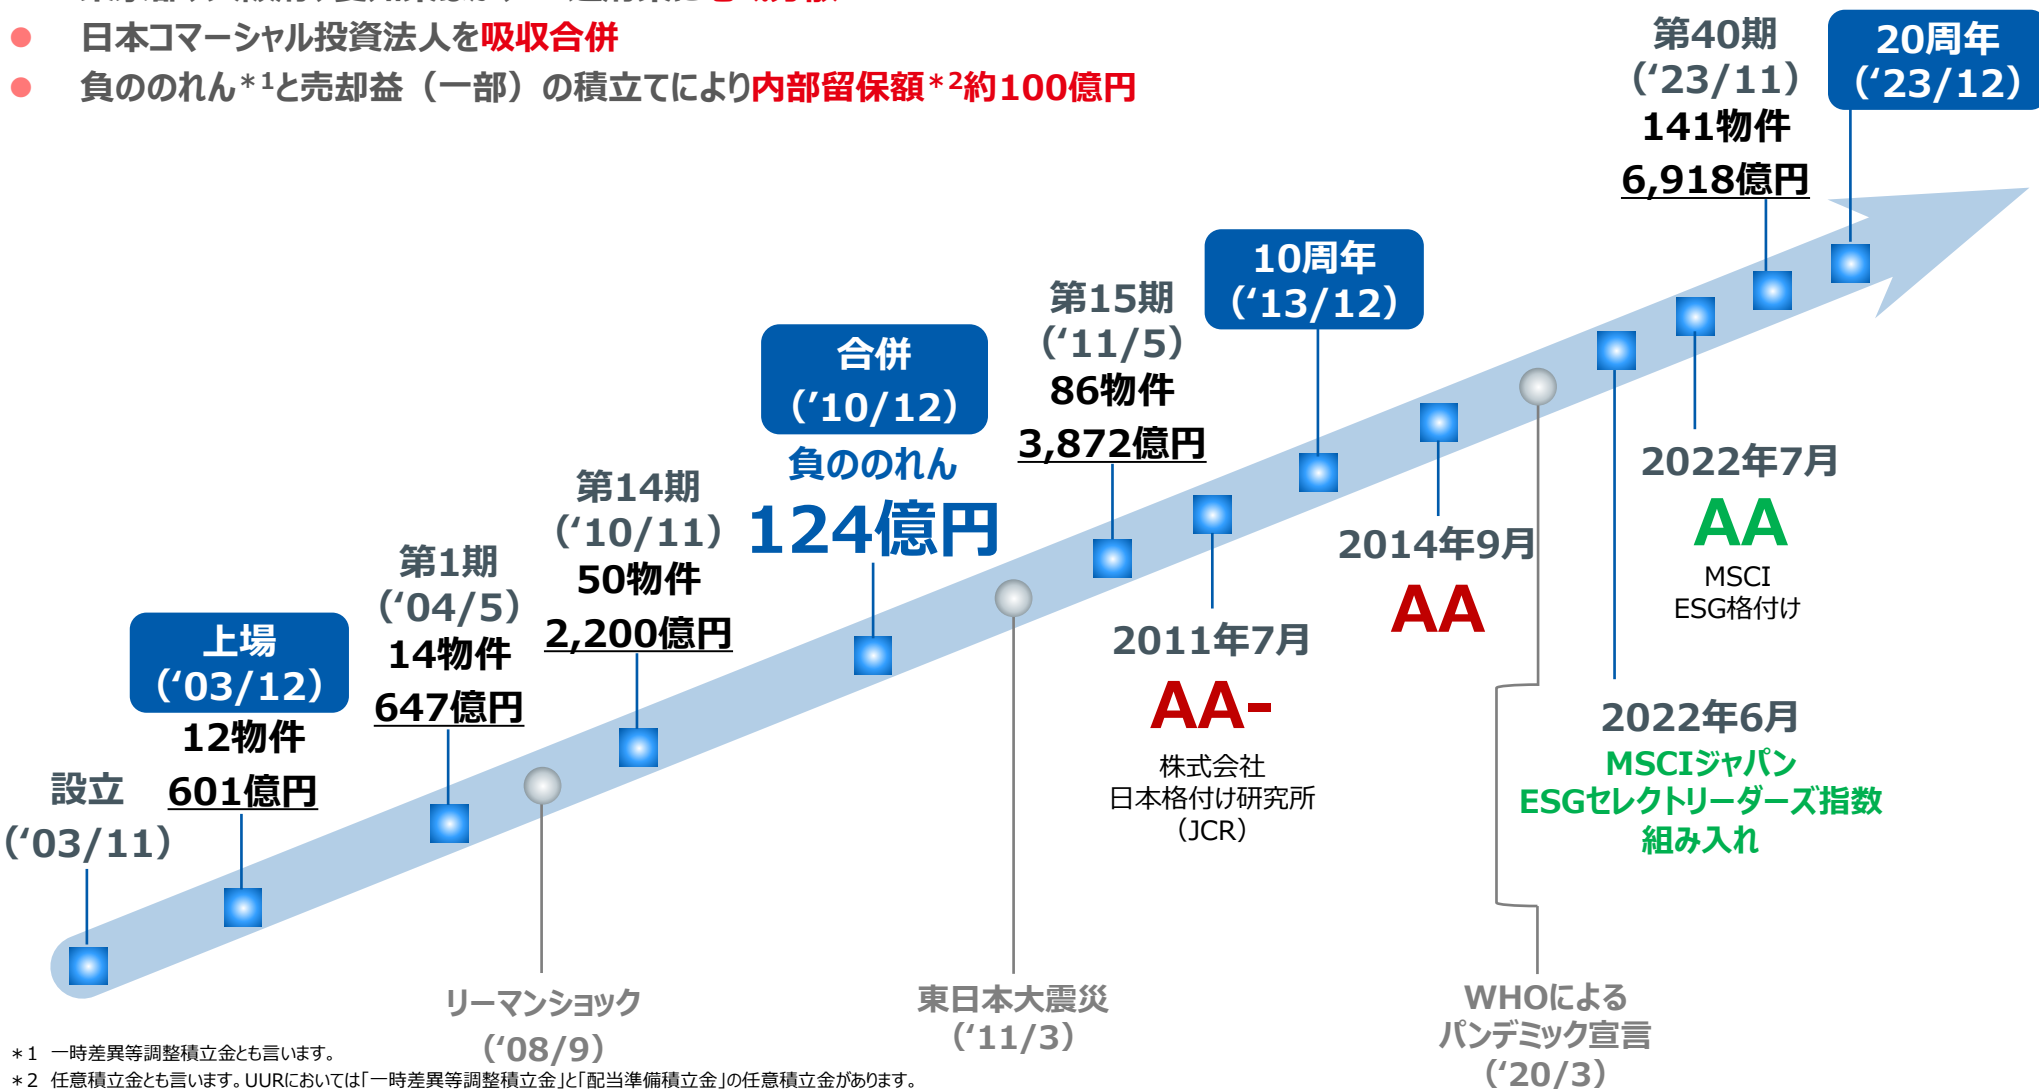 ● 日本コマーシャル投資法人を吸収合併
● 負ののれん＊1と売却益（一部）の積立てにより内部留保額＊2約100億円
第40期
（‘23/11）
141物件
6,918億円
20周年
（‘23/12）
10周年
（‘13/12）
第15期
（‘11/5）
86物件
3,872億円
合併
（’10/12）
負ののれん
124億円
第14期
（‘10/11）
50物件
2,200億円
第1期
（‘04/5）
14物件
647億円
上場
（‘03/12）
12物件
601億円
設立
（‘03/11）
2011年7月
AA-
株式会社
日本格付け研究所
（JCR）
2014年9月
AA
2022年7月
AA
MSCI
ESG格付け
2022年6月
MSCIジャパン
ESGセレクトリーダーズ指数
組み入れ
リーマンショック
（‘08/9）
東日本大震災
（‘11/3）
WHOによる
パンデミック宣言
（‘20/3）
＊1 一時差異等調整積立金とも言います。
＊2 任意積立金とも言います。UURにおいては「一時差異等調整積立金」と「配当準備積立金」の任意積立金があります。